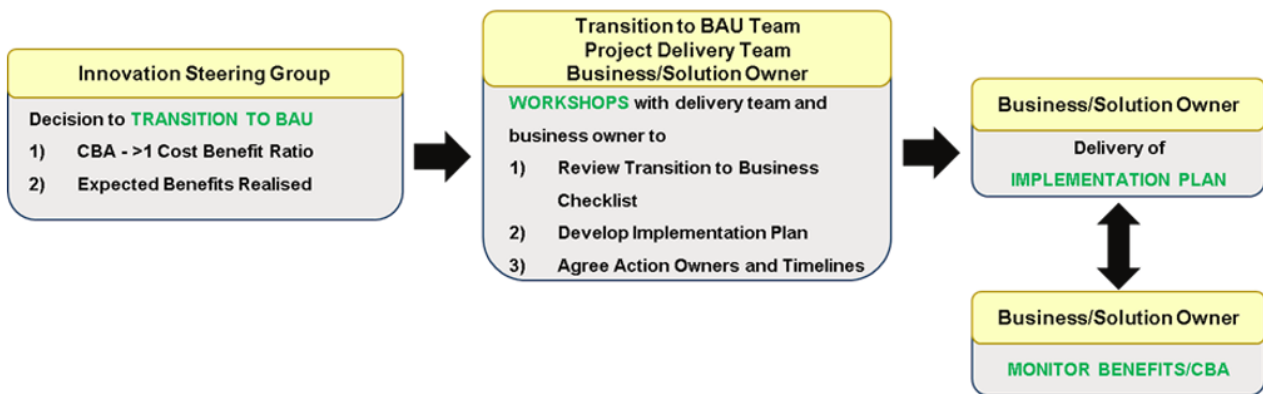 Innovation Steering Group
Decision to TRANSITION TO BAU
1) CBA - >1 Cost Benefit Ratio
2) Expected Benefits Realised
Transition to BAU Team
Project Delivery Team
Business/Solution Owner
WORKSHOPS with delivery team and
business owner to
1) Review Transition to Business
Checklist
2) Develop Implementation Plan
3) Agree Action Owners and Timelines
Business/Solution Owner
Delivery of
IMPLEMENTATION PLAN
Business/Solution Owner
MONITOR BENEFITS/CBA